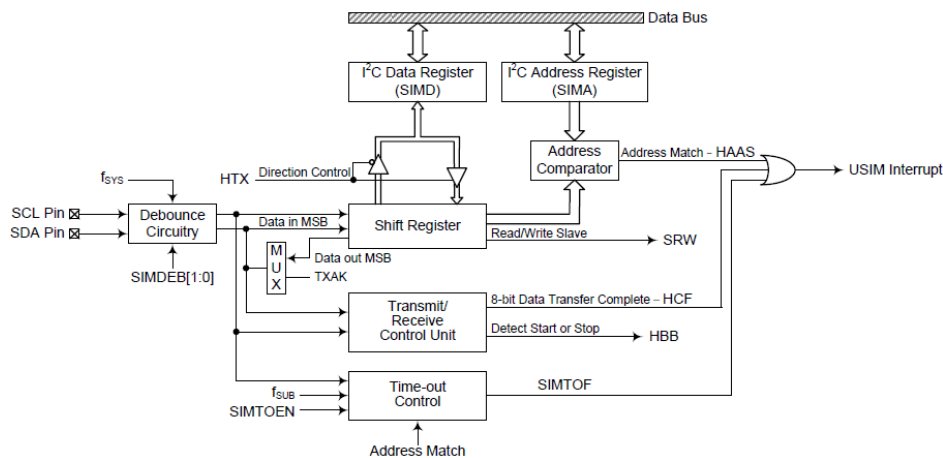 Data Bus
I²C Data Register
(SIMD)
I²C Address Register
(SIMA)
Address
Comparator
Address Match – HAAS
USIM Interrupt
HTX
Direction Control
fSYS
SCL Pin
SDA Pin
Debounce
Circuitry
SIMDEB[1:0]
Data in MSB
Shift Register
Read/Write Slave
SRW
M
U
X
Data out MSB
TXAK
Transmit/
Receive
Control Unit
8-bit Data Transfer Complete – HCF
Detect Start or Stop
HBB
fSUB
SIMTOEN
Time-out
Control
SIMTOF
Address Match